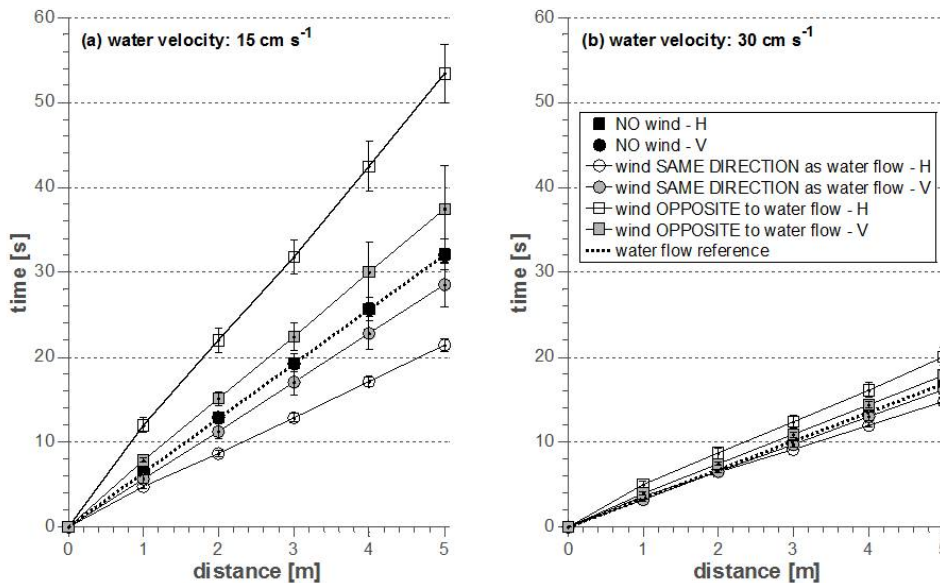 (a) water velocity: 15 cm s⁻¹
60
50
40
30
20
10
0
time [s]
0 1 2 3 4 5
distance [m]
(b) water velocity: 30 cm s⁻¹
NO wind - H
NO wind - V
wind SAME DIRECTION as water flow - H
wind SAME DIRECTION as water flow - V
wind OPPOSITE to water flow - H
wind OPPOSITE to water flow - V
water flow reference
60
50
40
30
20
10
0
time [s]
0 1 2 3 4 5
distance [m]